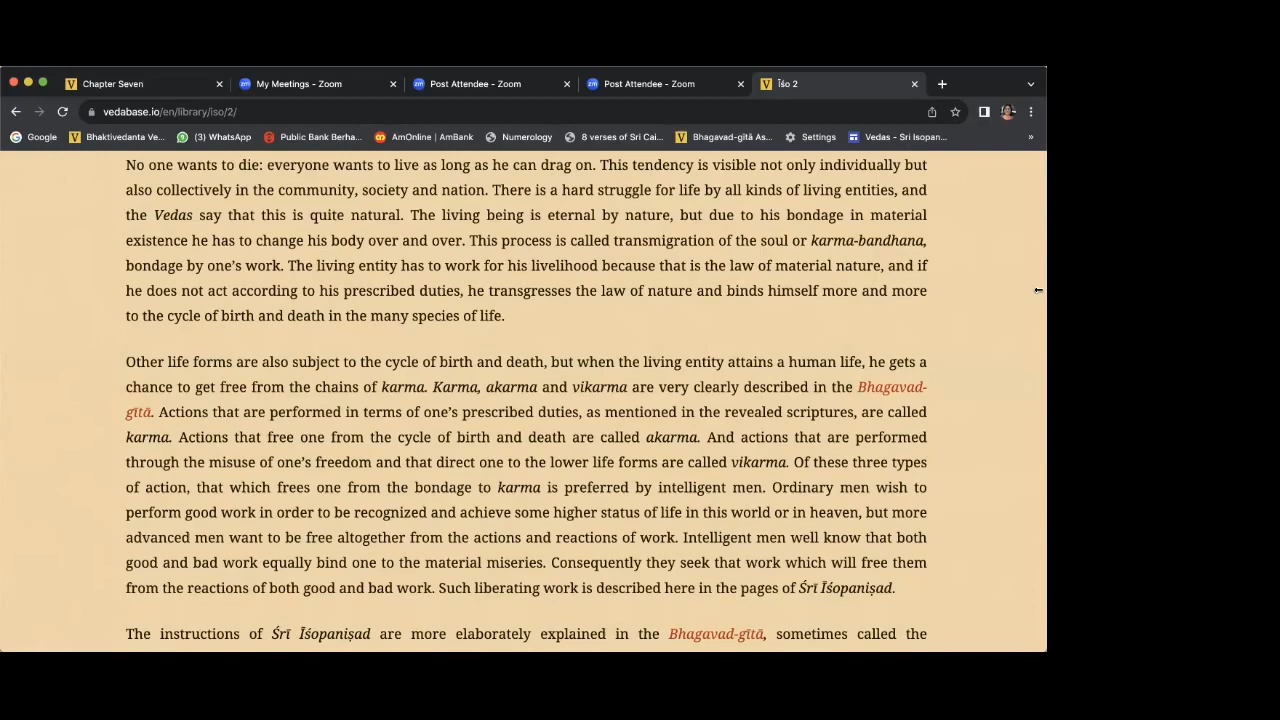 Chapter Seven
My Meetings - Zoom
Post Attendee - Zoom
Post Attendee - Zoom
Īśo 2
vedabase.io/en/library/iso/2/
Google
Bhaktivedanta Ve...
(3) WhatsApp
Public Bank Berha...
AmOnline | AmBank
Numerology
8 verses of Sri Cai...
Bhagavad-gītā As...
Settings
Vedas - Sri Isopan...
»
No one wants to die: everyone wants to live as long as he can drag on. This tendency is visible not only individually but
also collectively in the community, society and nation. There is a hard struggle for life by all kinds of living entities, and
the Vedas say that this is quite natural. The living being is eternal by nature, but due to his bondage in material
existence he has to change his body over and over. This process is called transmigration of the soul or karma-bandhana,
bondage by one’s work. The living entity has to work for his livelihood because that is the law of material nature, and if
he does not act according to his prescribed duties, he transgresses the law of nature and binds himself more and more
to the cycle of birth and death in the many species of life.
Other life forms are also subject to the cycle of birth and death, but when the living entity attains a human life, he gets a
chance to get free from the chains of karma. Karma, akarma and vikarma are very clearly described in the Bhagavad-
gītā. Actions that are performed in terms of one’s prescribed duties, as mentioned in the revealed scriptures, are called
karma. Actions that free one from the cycle of birth and death are called akarma. And actions that are performed
through the misuse of one’s freedom and that direct one to the lower life forms are called vikarma. Of these three types
of action, that which frees one from the bondage to karma is preferred by intelligent men. Ordinary men wish to
perform good work in order to be recognized and achieve some higher status of life in this world or in heaven, but more
advanced men want to be free altogether from the actions and reactions of work. Intelligent men well know that both
good and bad work equally bind one to the material miseries. Consequently they seek that work which will free them
from the reactions of both good and bad work. Such liberating work is described here in the pages of Śrī Īśopaniṣad.
The instructions of Śrī Īśopaniṣad are more elaborately explained in the Bhagavad-gītā, sometimes called the